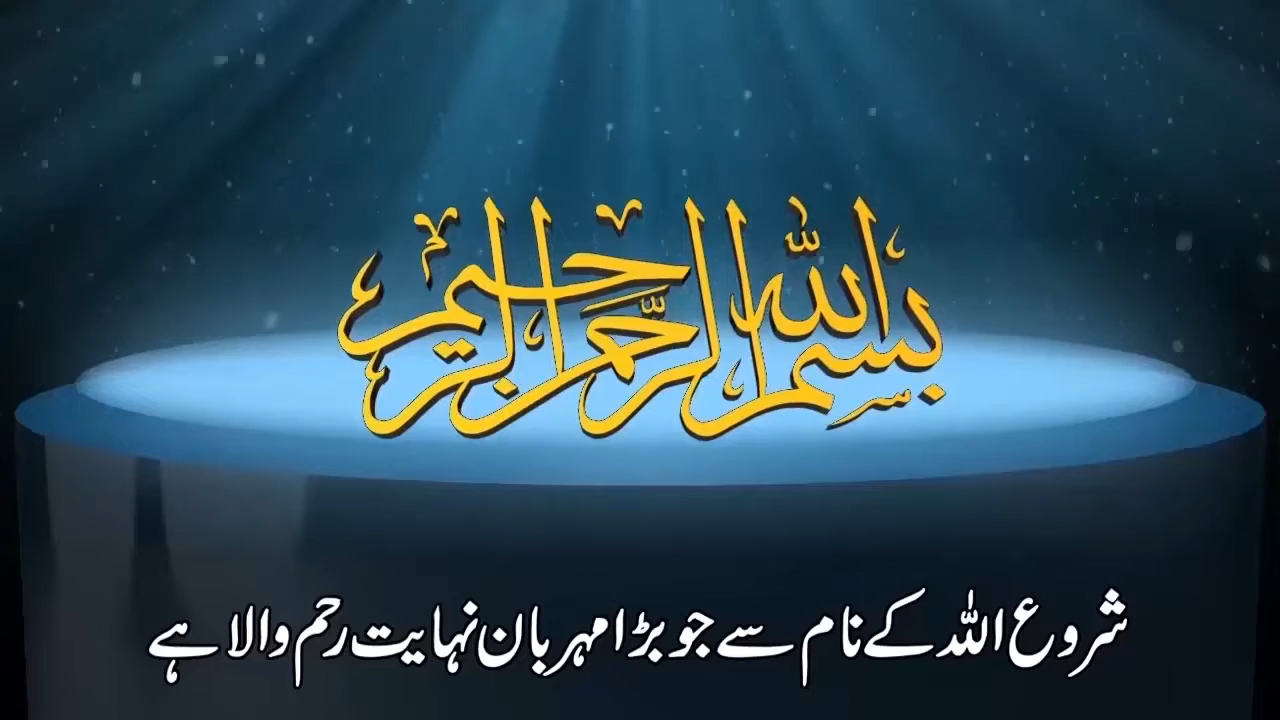 بسم الله الرحمن الرحيم
شروع اللہ کے نام سے جو بڑا مہربان نہایت رحم والا ہے